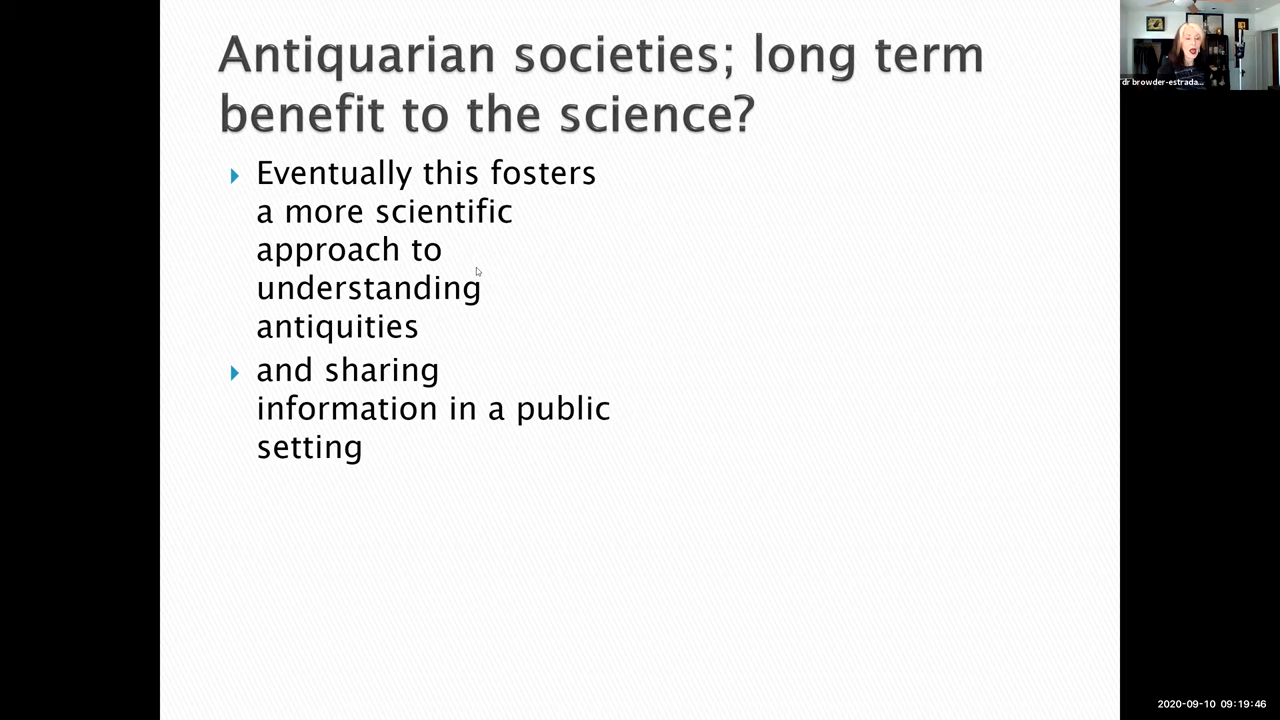 Antiquarian societies; long term
benefit to the science?
Eventually this fosters
a more scientific
approach to
understanding
antiquities
and sharing
information in a public
setting
dr browder-estrada...
2020-09-10 09:19:46